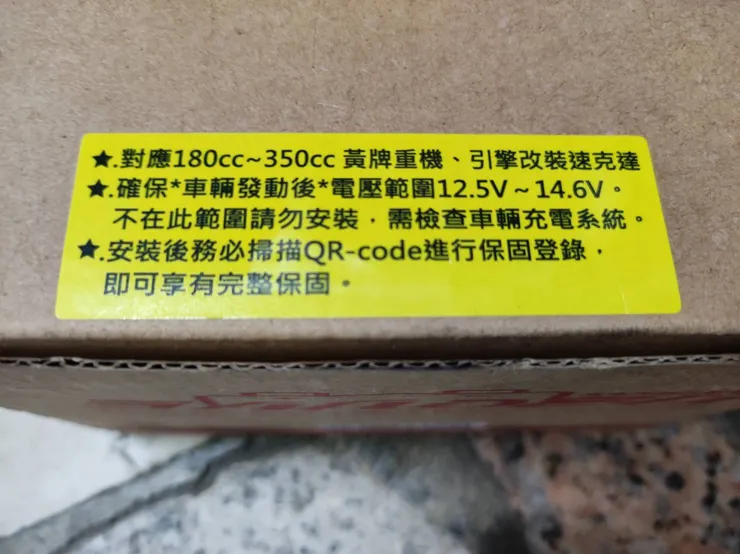 ★.對應180cc~350cc 黃牌重機、引擎改裝速克達
★.確保*車輛發動後*電壓範圍12.5V~14.6V。
不在此範圍請勿安裝，需檢查車輛充電系統。
★.安裝後務必掃描QR-code進行保固登錄，
即可享有完整保固。